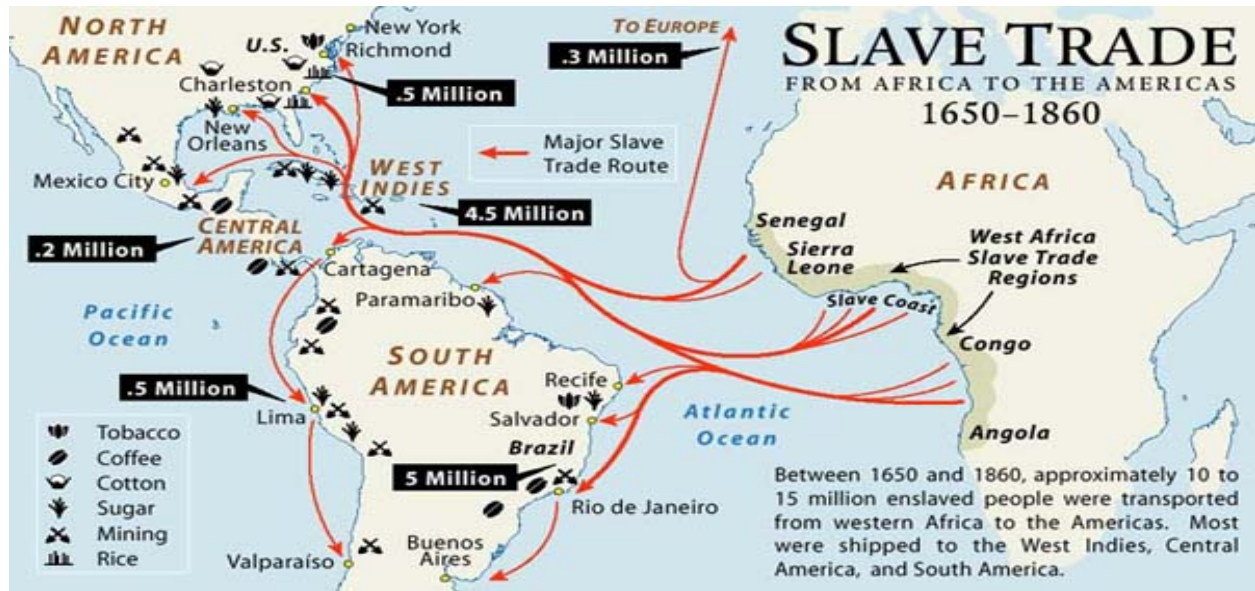 SLAVE TRADE
FROM AFRICA TO THE AMERICAS
1650–1860
NORTH
AMERICA
U.S.
New York
Richmond
Charleston
.5 Million
New
Orleans
Mexico City
WEST
INDIES
4.5 Million
CENTRAL
AMERICA
.2 Million
TO EUROPE
.3 Million
Major Slave
Trade Route
AFRICA
Senegal
Sierra
Leone
West Africa
Slave Trade
Regions
Slave Coast
Congo
Angola
Cartagena
Paramaribo
Pacific
Ocean
SOUTH
AMERICA
.5 Million
Lima
Recife
Salvador
Brazil
5 Million
Rio de Janeiro
Atlantic
Ocean
Buenos
Aires
Valparaíso
Tobacco
Coffee
Cotton
Sugar
Mining
Rice
Between 1650 and 1860, approximately 10 to
15 million enslaved people were transported
from western Africa to the Americas. Most
were shipped to the West Indies, Central
America, and South America.